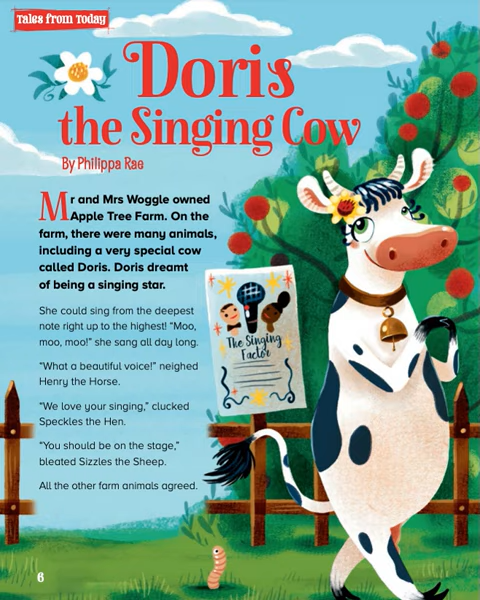 Tales from Today
Doris
the Singing Cow
By Philippa Rae
Mr and Mrs Woggle owned
Apple Tree Farm. On the
farm, there were many animals,
including a very special cow
called Doris. Doris dreamt
of being a singing star.
She could sing from the deepest
note right up to the highest! “Moo,
moo, moo!” she sang all day long.
“What a beautiful voice!” neighed
Henry the Horse.
“We love your singing,” clucked
Speckles the Hen.
“You should be on the stage,”
bleated Sizzles the Sheep.
All the other farm animals agreed.
The Singing
Factor
6